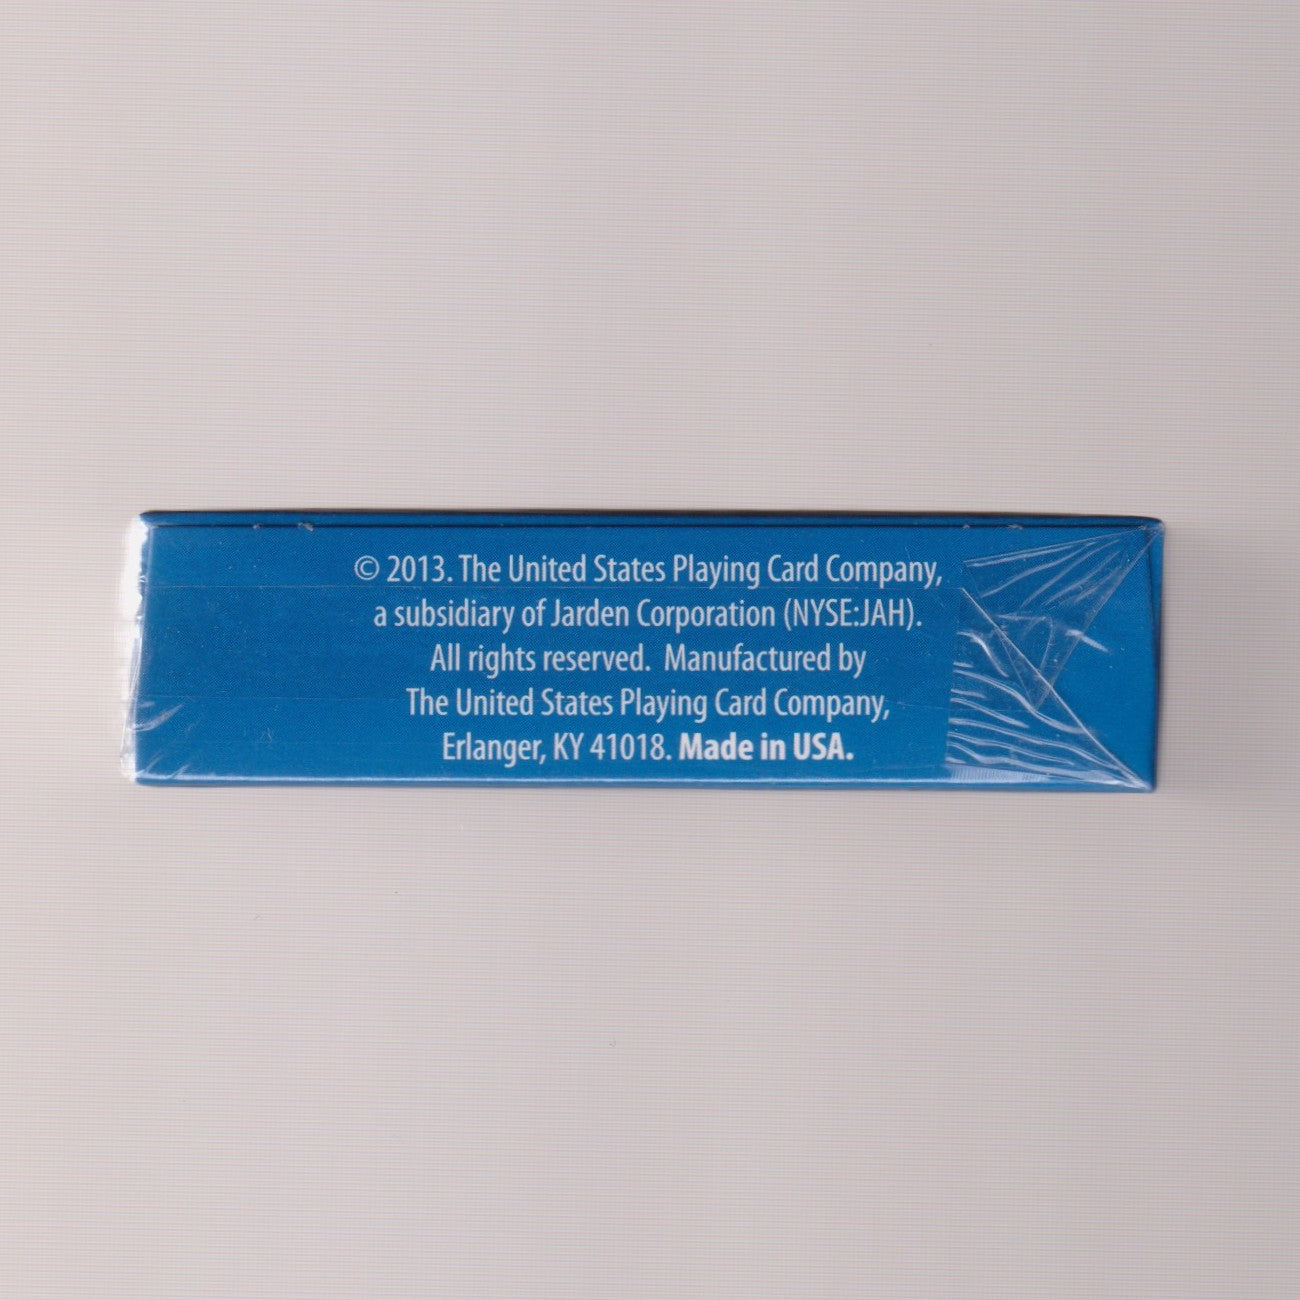 © 2013. The United States Playing Card Company,
a subsidiary of Jarden Corporation (NYSE:JAH).
All rights reserved.  Manufactured by
The United States Playing Card Company,
Erlanger, KY 41018. Made in USA.